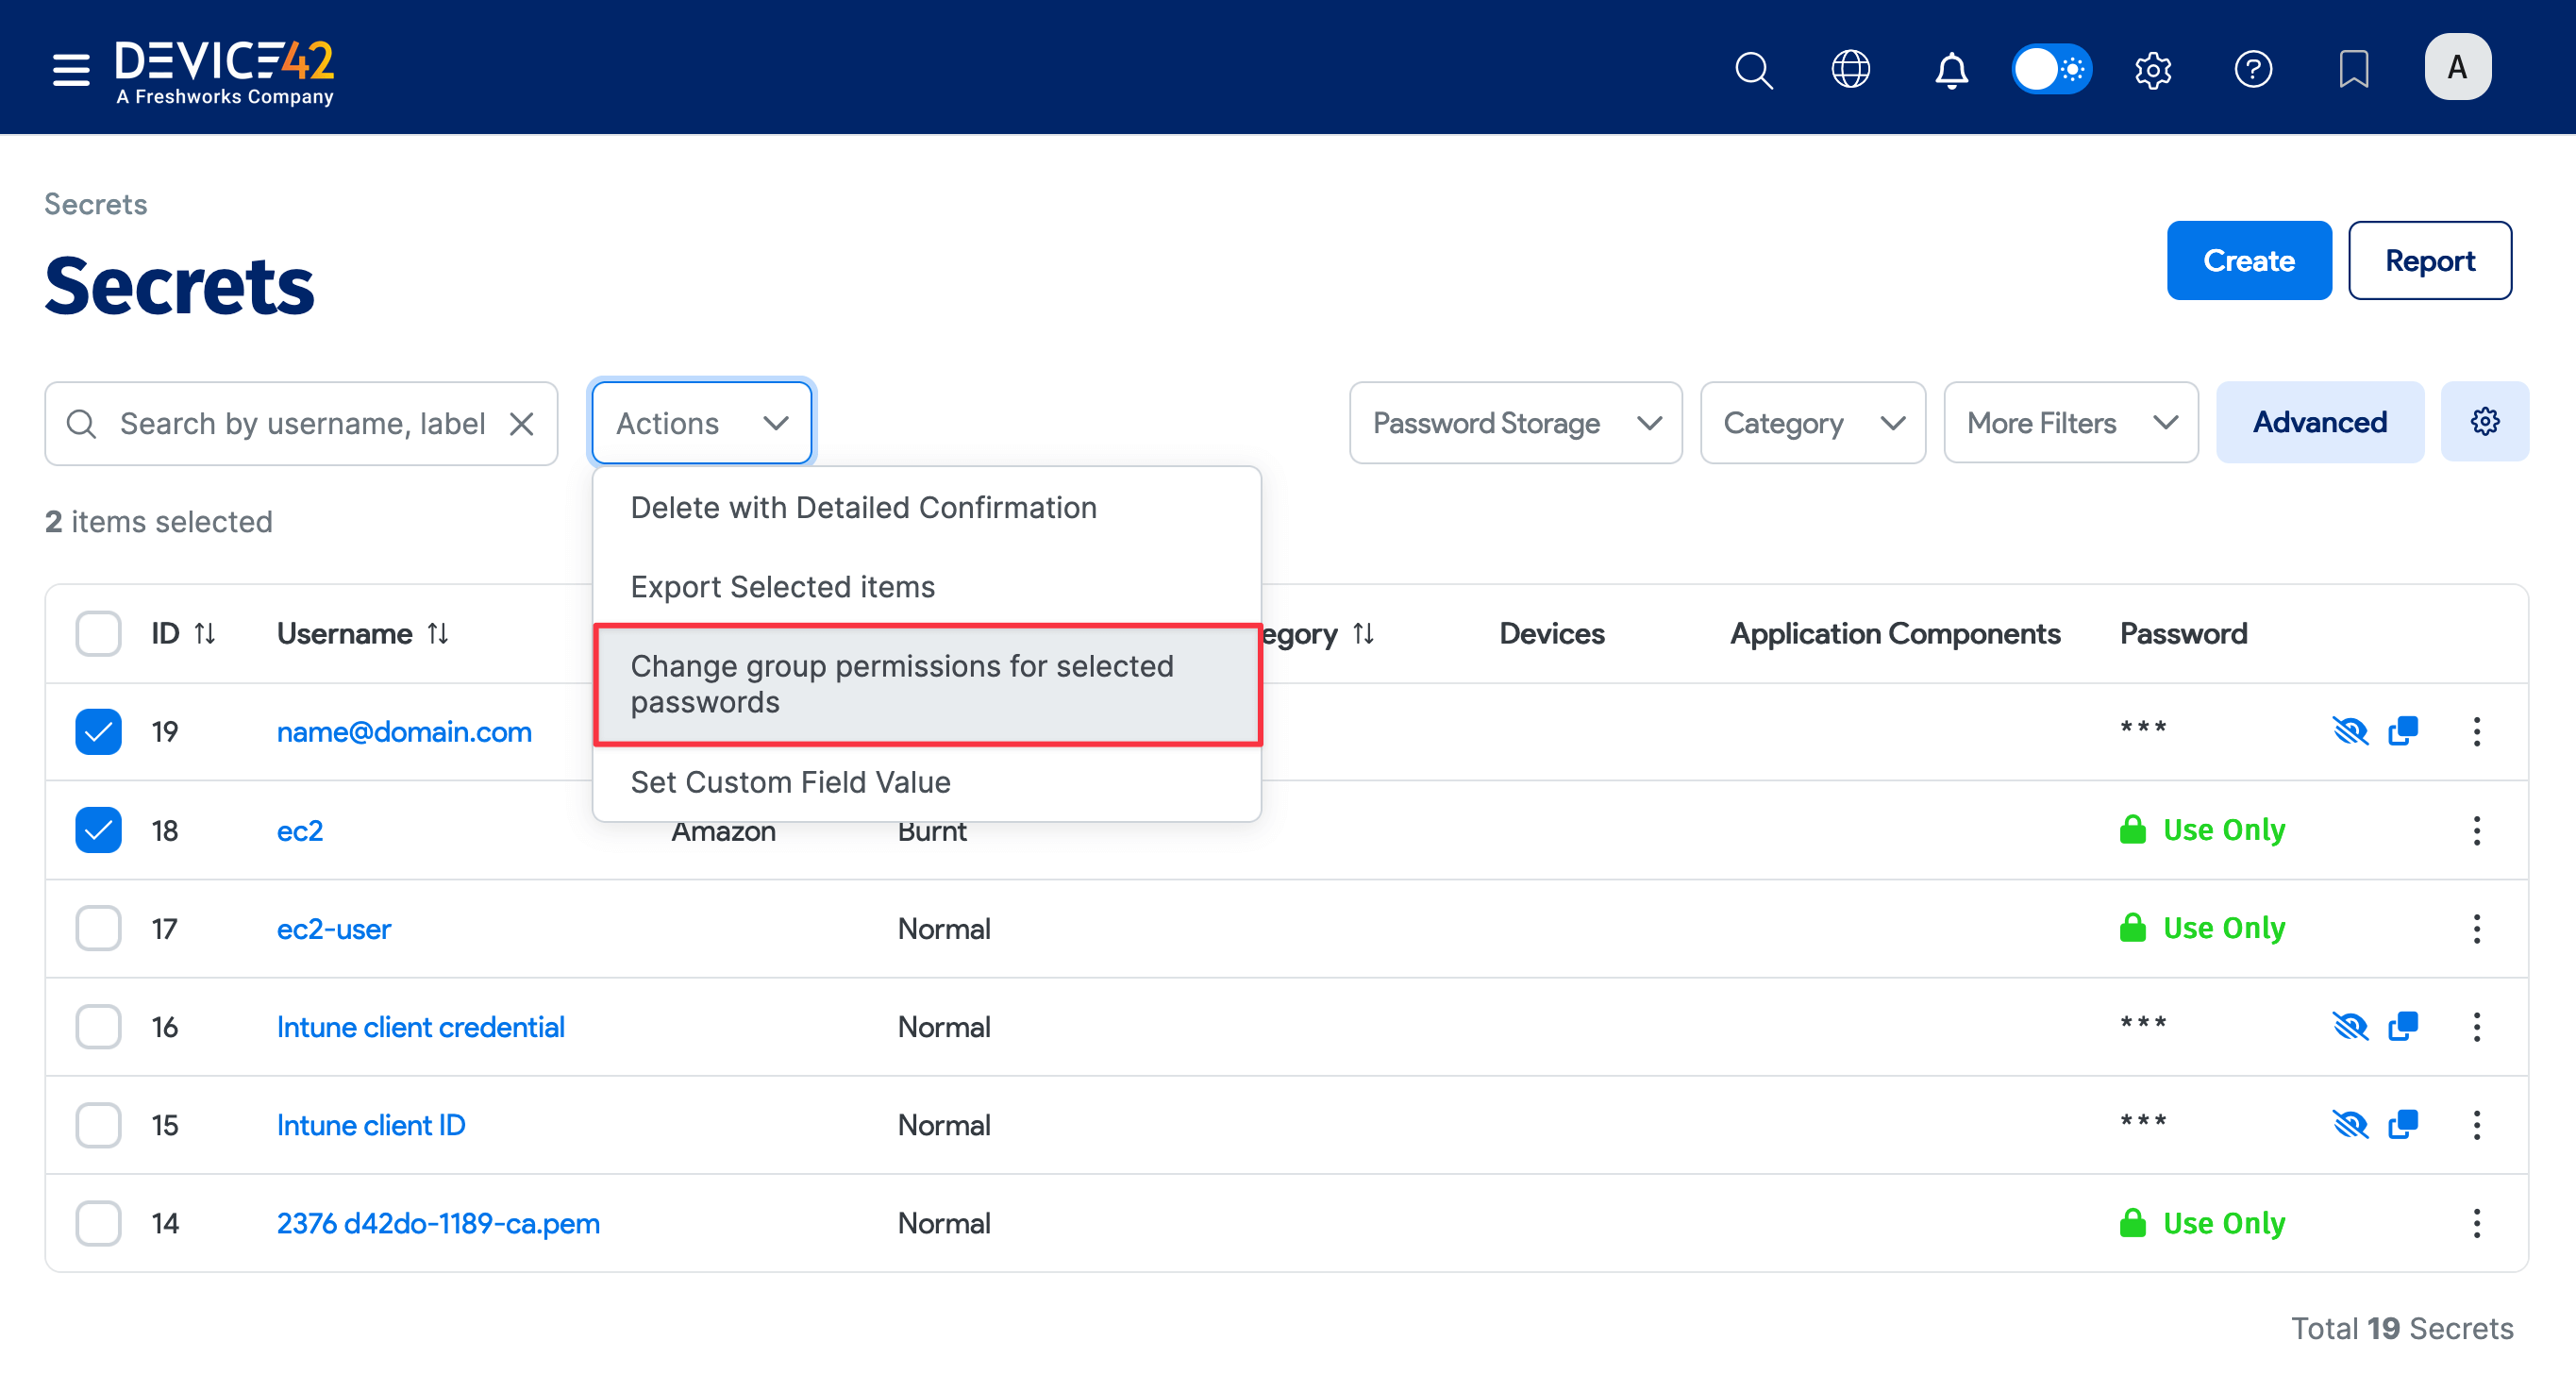 DEVICE42
A Freshworks Company
A
Secrets
Secrets
Create
Report
Search by username, label
Actions
Password Storage
Category
More Filters
Advanced
2 items selected
Delete with Detailed Confirmation
Export Selected items
Change group permissions for selected
passwords
Set Custom Field Value
ID Username egory Devices Application Components Password
19 name@domain.com ***
18 ec2 Amazon Burnt Use Only
17 ec2-user Normal Use Only
16 Intune client credential Normal ***
15 Intune client ID Normal ***
14 2376 d42do-1189-ca.pem Normal Use Only
Total 19 Secrets